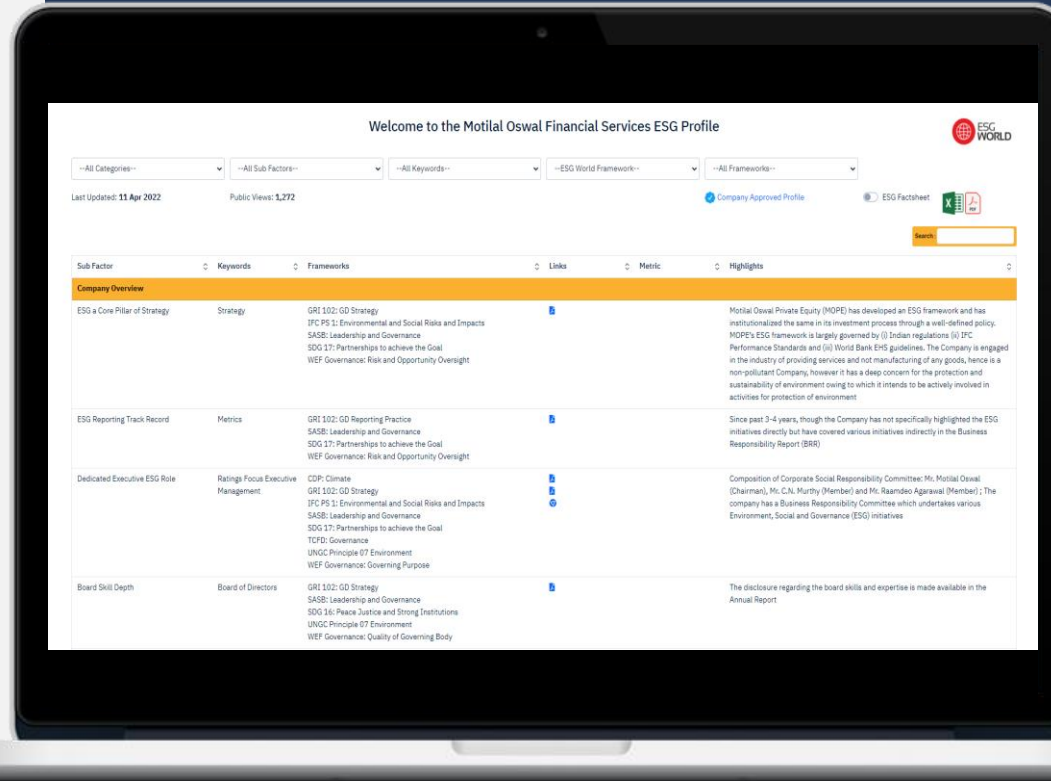 Welcome to the Motilal Oswal Financial Services ESG Profile
ESG
WORLD
--All Categories--
--All Sub Factors--
--All Keywords--
--ESG World Framework--
--All Frameworks--
Last Updated: 11 Apr 2022
Public Views: 1,272
Company Approved Profile
ESG Factsheet
Search
Sub Factor Keywords Frameworks Links Metric Highlights
Company Overview
ESG a Core Pillar of Strategy
Strategy
GRI 102: GD Strategy
IFC PS 1: Environmental and Social Risks and Impacts
SASB: Leadership and Governance
SDG 17: Partnerships to achieve the Goal
WEF Governance: Risk and Opportunity Oversight
Motilal Oswal Private Equity (MOPE) has developed an ESG framework and has
institutionalized the same in its investment process through a well-defined policy.
MOPE's ESG framework is largely governed by (i) Indian regulations (ii) IFC
Performance Standards and (iii) World Bank EHS guidelines. The Company is engaged
in the industry of providing services and not manufacturing of any goods, hence is a
non-pollutant Company, however it has a deep concern for the protection and
sustainability of environment owing to which it intends to be actively involved in
activities for protection of environment
ESG Reporting Track Record
Metrics
GRI 102: GD Reporting Practice
SASB: Leadership and Governance
SDG 17: Partnerships to achieve the Goal
WEF Governance: Risk and Opportunity Oversight
Since past 3-4 years, though the Company has not specifically highlighted the ESG
initiatives directly but have covered various initiatives indirectly in the Business
Responsibility Report (BRR)
Dedicated Executive ESG Role
Ratings Focus Executive
Management
CDP: Climate
GRI 102: GD Strategy
IFC PS 1: Environmental and Social Risks and Impacts
SASB: Leadership and Governance
SDG 17: Partnerships to achieve the Goal
TCFD: Governance
UNGC Principle 07 Environment
WEF Governance: Governing Purpose
Composition of Corporate Social Responsibility Committee: Mr. Motilal Oswal
(Chairman), Mr. C.N. Murthy (Member) and Mr. Raamdeo Agarawal (Member) ; The
company has a Business Responsibility Committee which undertakes various
Environment, Social and Governance (ESG) initiatives
Board Skill Depth
Board of Directors
GRI 102: GD Strategy
SASB: Leadership and Governance
SDG 16: Peace Justice and Strong Institutions
UNGC Principle 07 Environment
WEF Governance: Quality of Governing Body
The disclosure regarding the board skills and expertise is made available in the
Annual Report